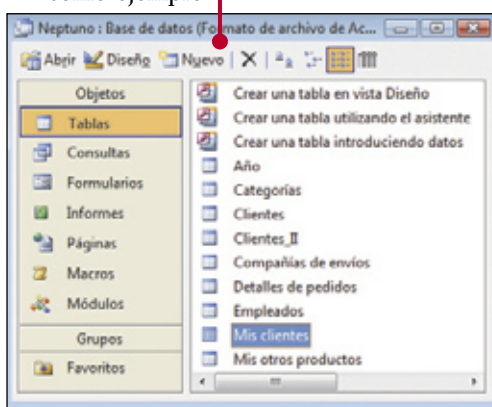 como ejemplo
Neptuno : Base de datos (Formato de archivo de Ac...
Abrir Diseño Nuevo
Objetos
Tablas
Consultas
Formularios
Informes
Páginas
Macros
Módulos
Grupos
Favoritos
Crear una tabla en vista Diseño
Crear una tabla utilizando el asistente
Crear una tabla introduciendo datos
Año
Categorías
Clientes
Clientes_II
Compañías de envíos
Detalles de pedidos
Empleados
Mis clientes
Mis otros productos